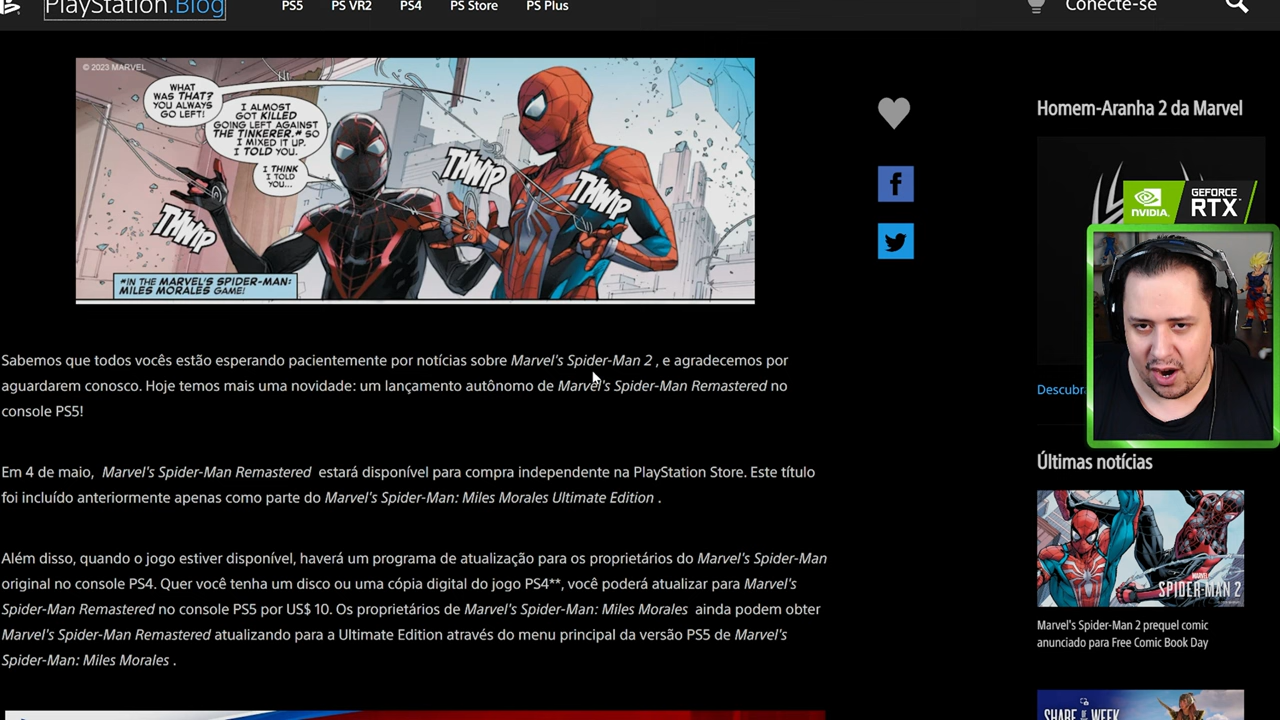 PlayStation.Blog
PS5
PS VR2
PS4
PS Store
PS Plus
Conecte-se
© 2023 MARVEL
WHAT
WAS THAT?
YOU ALWAYS
GO LEFT!
I ALMOST
GOT KILLED
GOING LEFT AGAINST
THE TINKERER.* SO
I MIXED IT UP.
I TOLD YOU.
I THINK
I TOLD
YOU...
THWIP
THWIP
THWIP
*IN THE MARVEL'S SPIDER-MAN:
MILES MORALES GAME!
Sabemos que todos vocês estão esperando pacientemente por notícias sobre Marvel's Spider-Man 2 , e agradecemos por
aguardarem conosco. Hoje temos mais uma novidade: um lançamento autônomo de Marvel's Spider-Man Remastered no
console PS5!
Em 4 de maio, Marvel's Spider-Man Remastered estará disponível para compra independente na PlayStation Store. Este título
foi incluído anteriormente apenas como parte do Marvel's Spider-Man: Miles Morales Ultimate Edition .
Além disso, quando o jogo estiver disponível, haverá um programa de atualização para os proprietários do Marvel's Spider-Man
original no console PS4. Quer você tenha um disco ou uma cópia digital do jogo PS4**, você poderá atualizar para Marvel's
Spider-Man Remastered no console PS5 por US$ 10. Os proprietários de Marvel's Spider-Man: Miles Morales ainda podem obter
Marvel's Spider-Man Remastered atualizando para a Ultimate Edition através do menu principal da versão PS5 de Marvel's
Spider-Man: Miles Morales .
Homem-Aranha 2 da Marvel
NVIDIA.
GEFORCE
RTX
Descubra
Últimas notícias
SPIDER-MAN 2
Marvel's Spider-Man 2 prequel comic
anunciado para Free Comic Book Day
SHARE OF WEEK